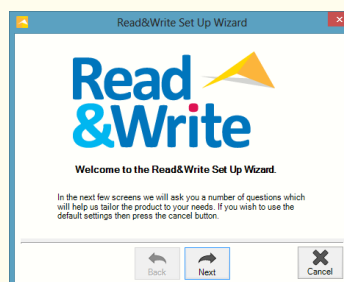 Read&Write Set Up Wizard
Read
&Write
Welcome to the Read&Write Set Up Wizard.
In the next few screens we will ask you a number of questions which
will help us tailor the product to your needs. If you wish to use the
default settings then press the cancel button.
Back
Next
Cancel